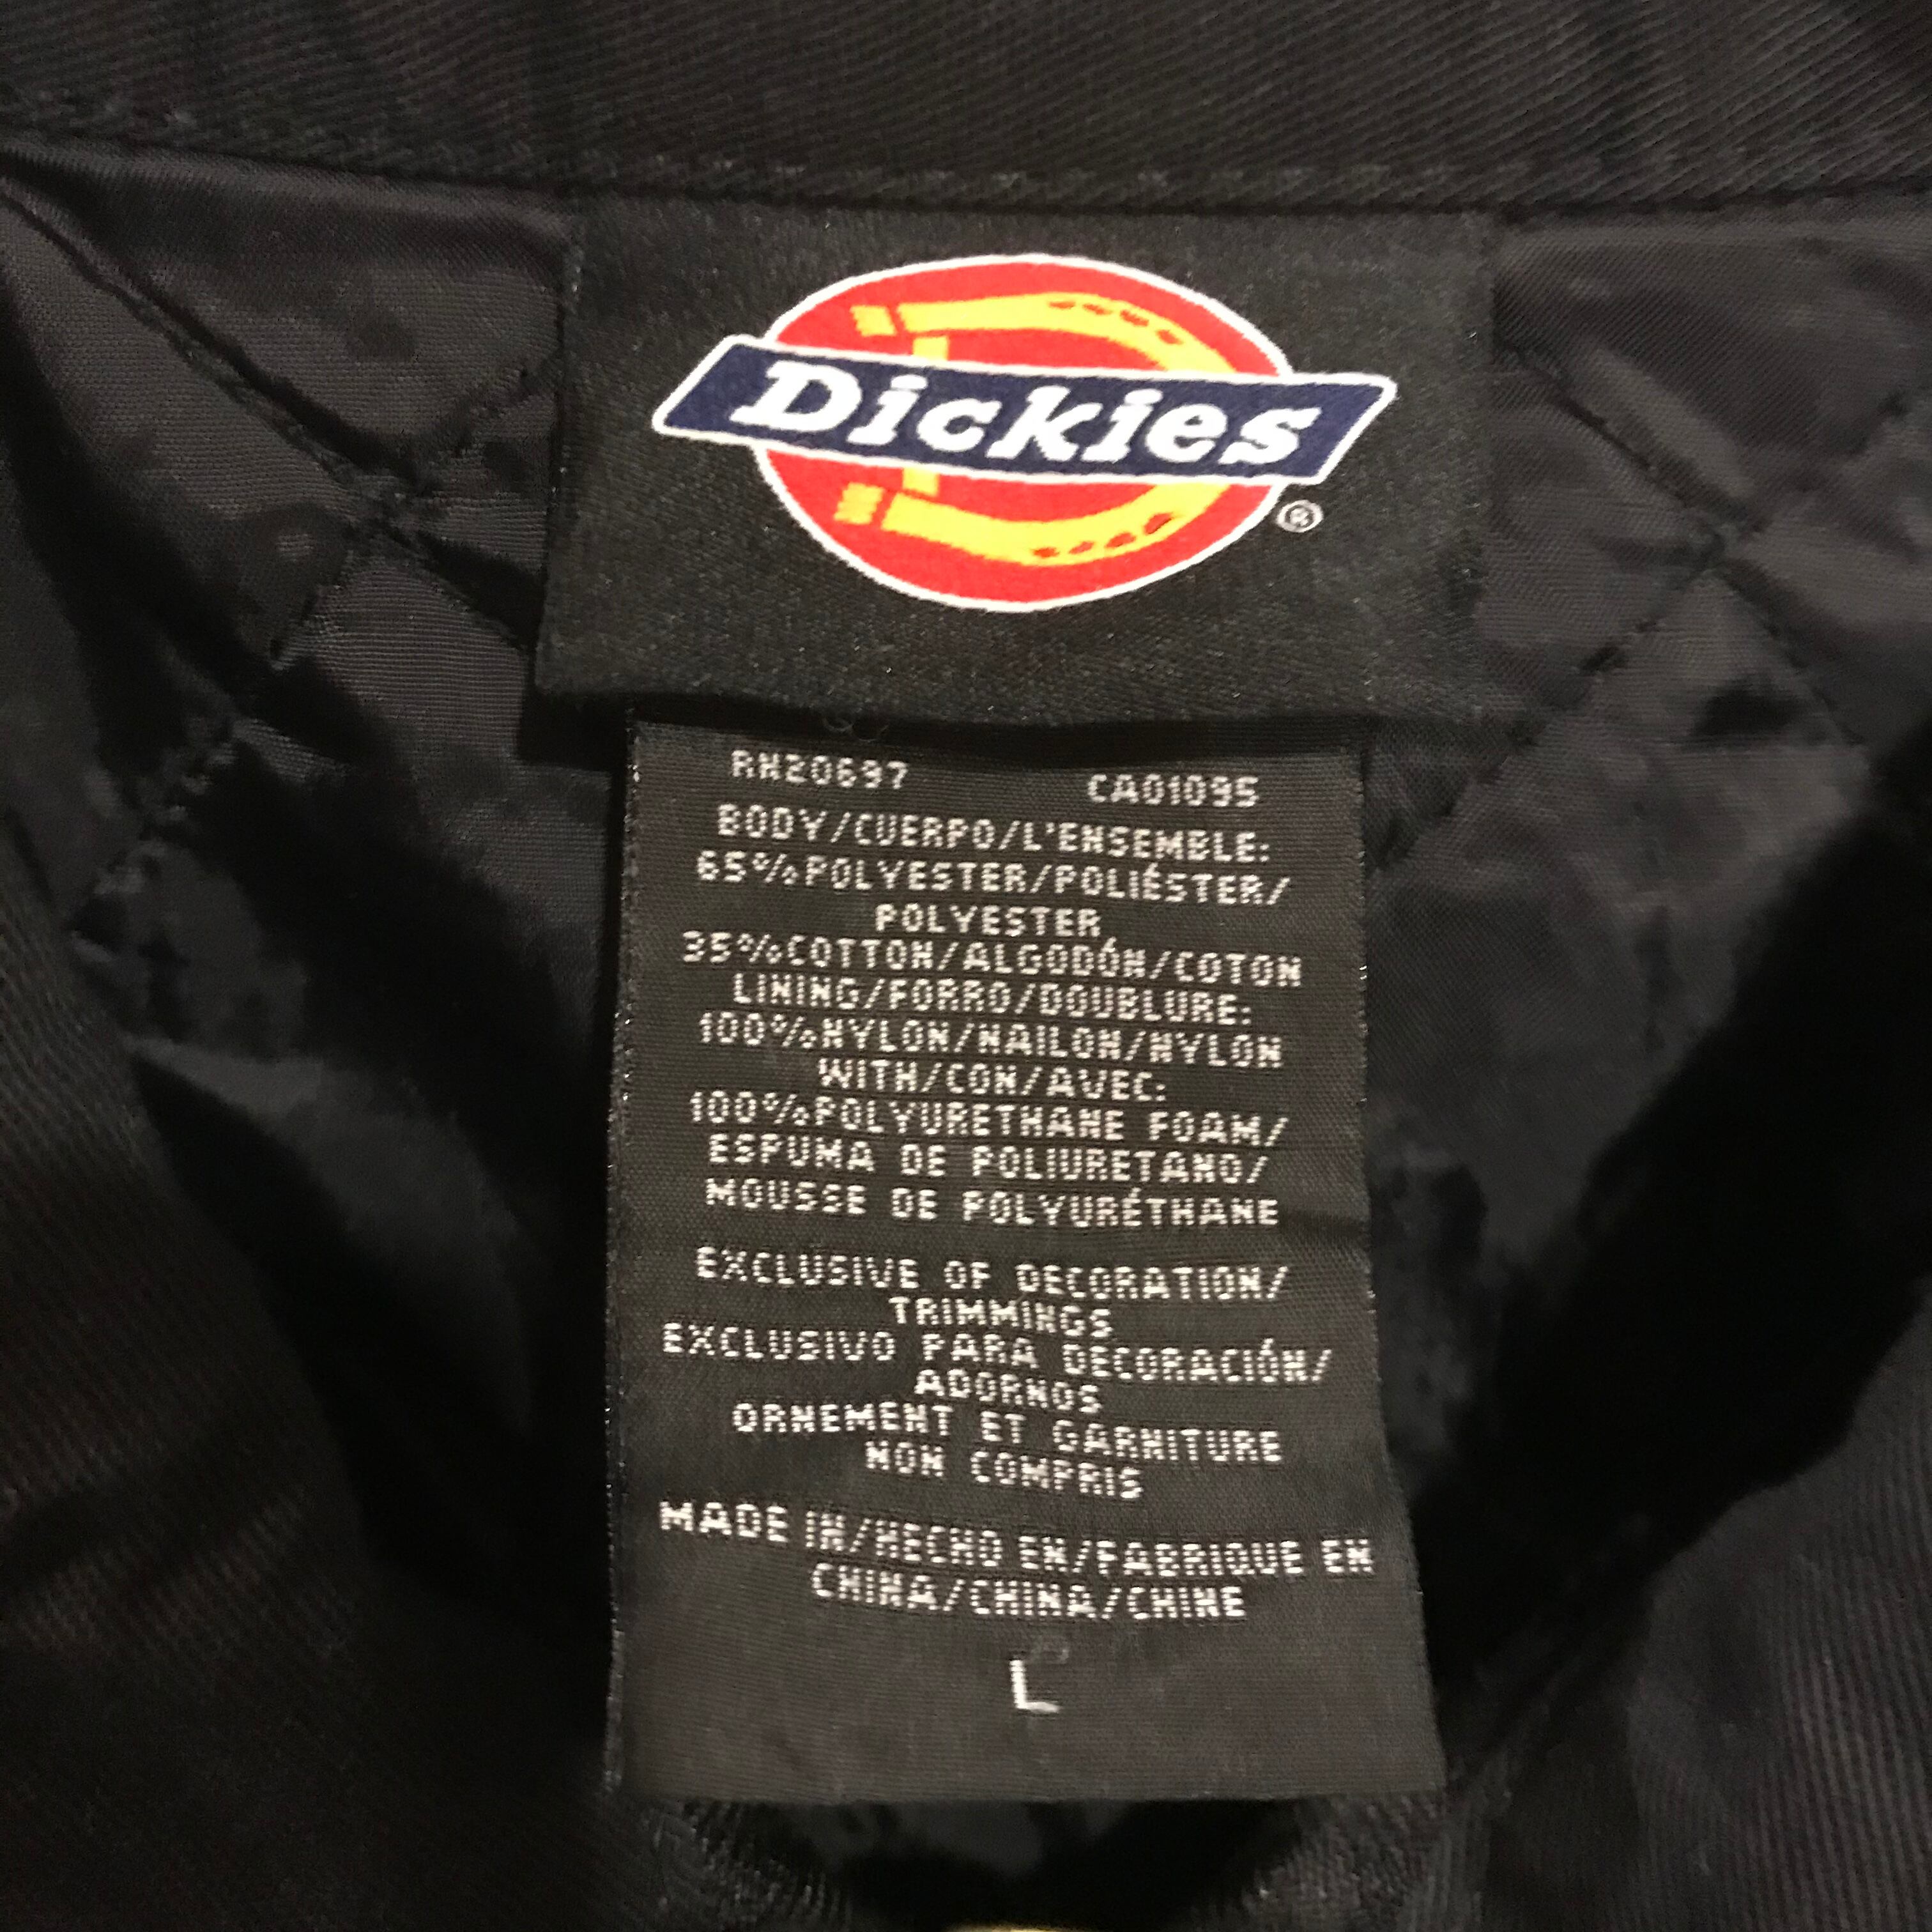 Dickies
®
RN20697 CA01095
BODY/CUERPO/L'ENSEMBLE:
65%POLYESTER/POLIÉSTER/
POLYESTER
35%COTTON/ALGODÓN/COTON
LINING/FORRO/DOUBLURE:
100%NYLON/NAILON/NYLON
WITH/CON/AVEC:
100%POLYURETHANE FOAM/
ESPUMA DE POLIURETANO/
MOUSSE DE POLYURÉTHANE
EXCLUSIVE OF DECORATION/
TRIMMINGS
EXCLUSIVO PARA DECORACIÓN/
ADORNOS
ORNEMENT ET GARNITURE
NON COMPRIS
MADE IN/HECHO EN/FABRIQUE EN
CHINA/CHINA/CHINE
L